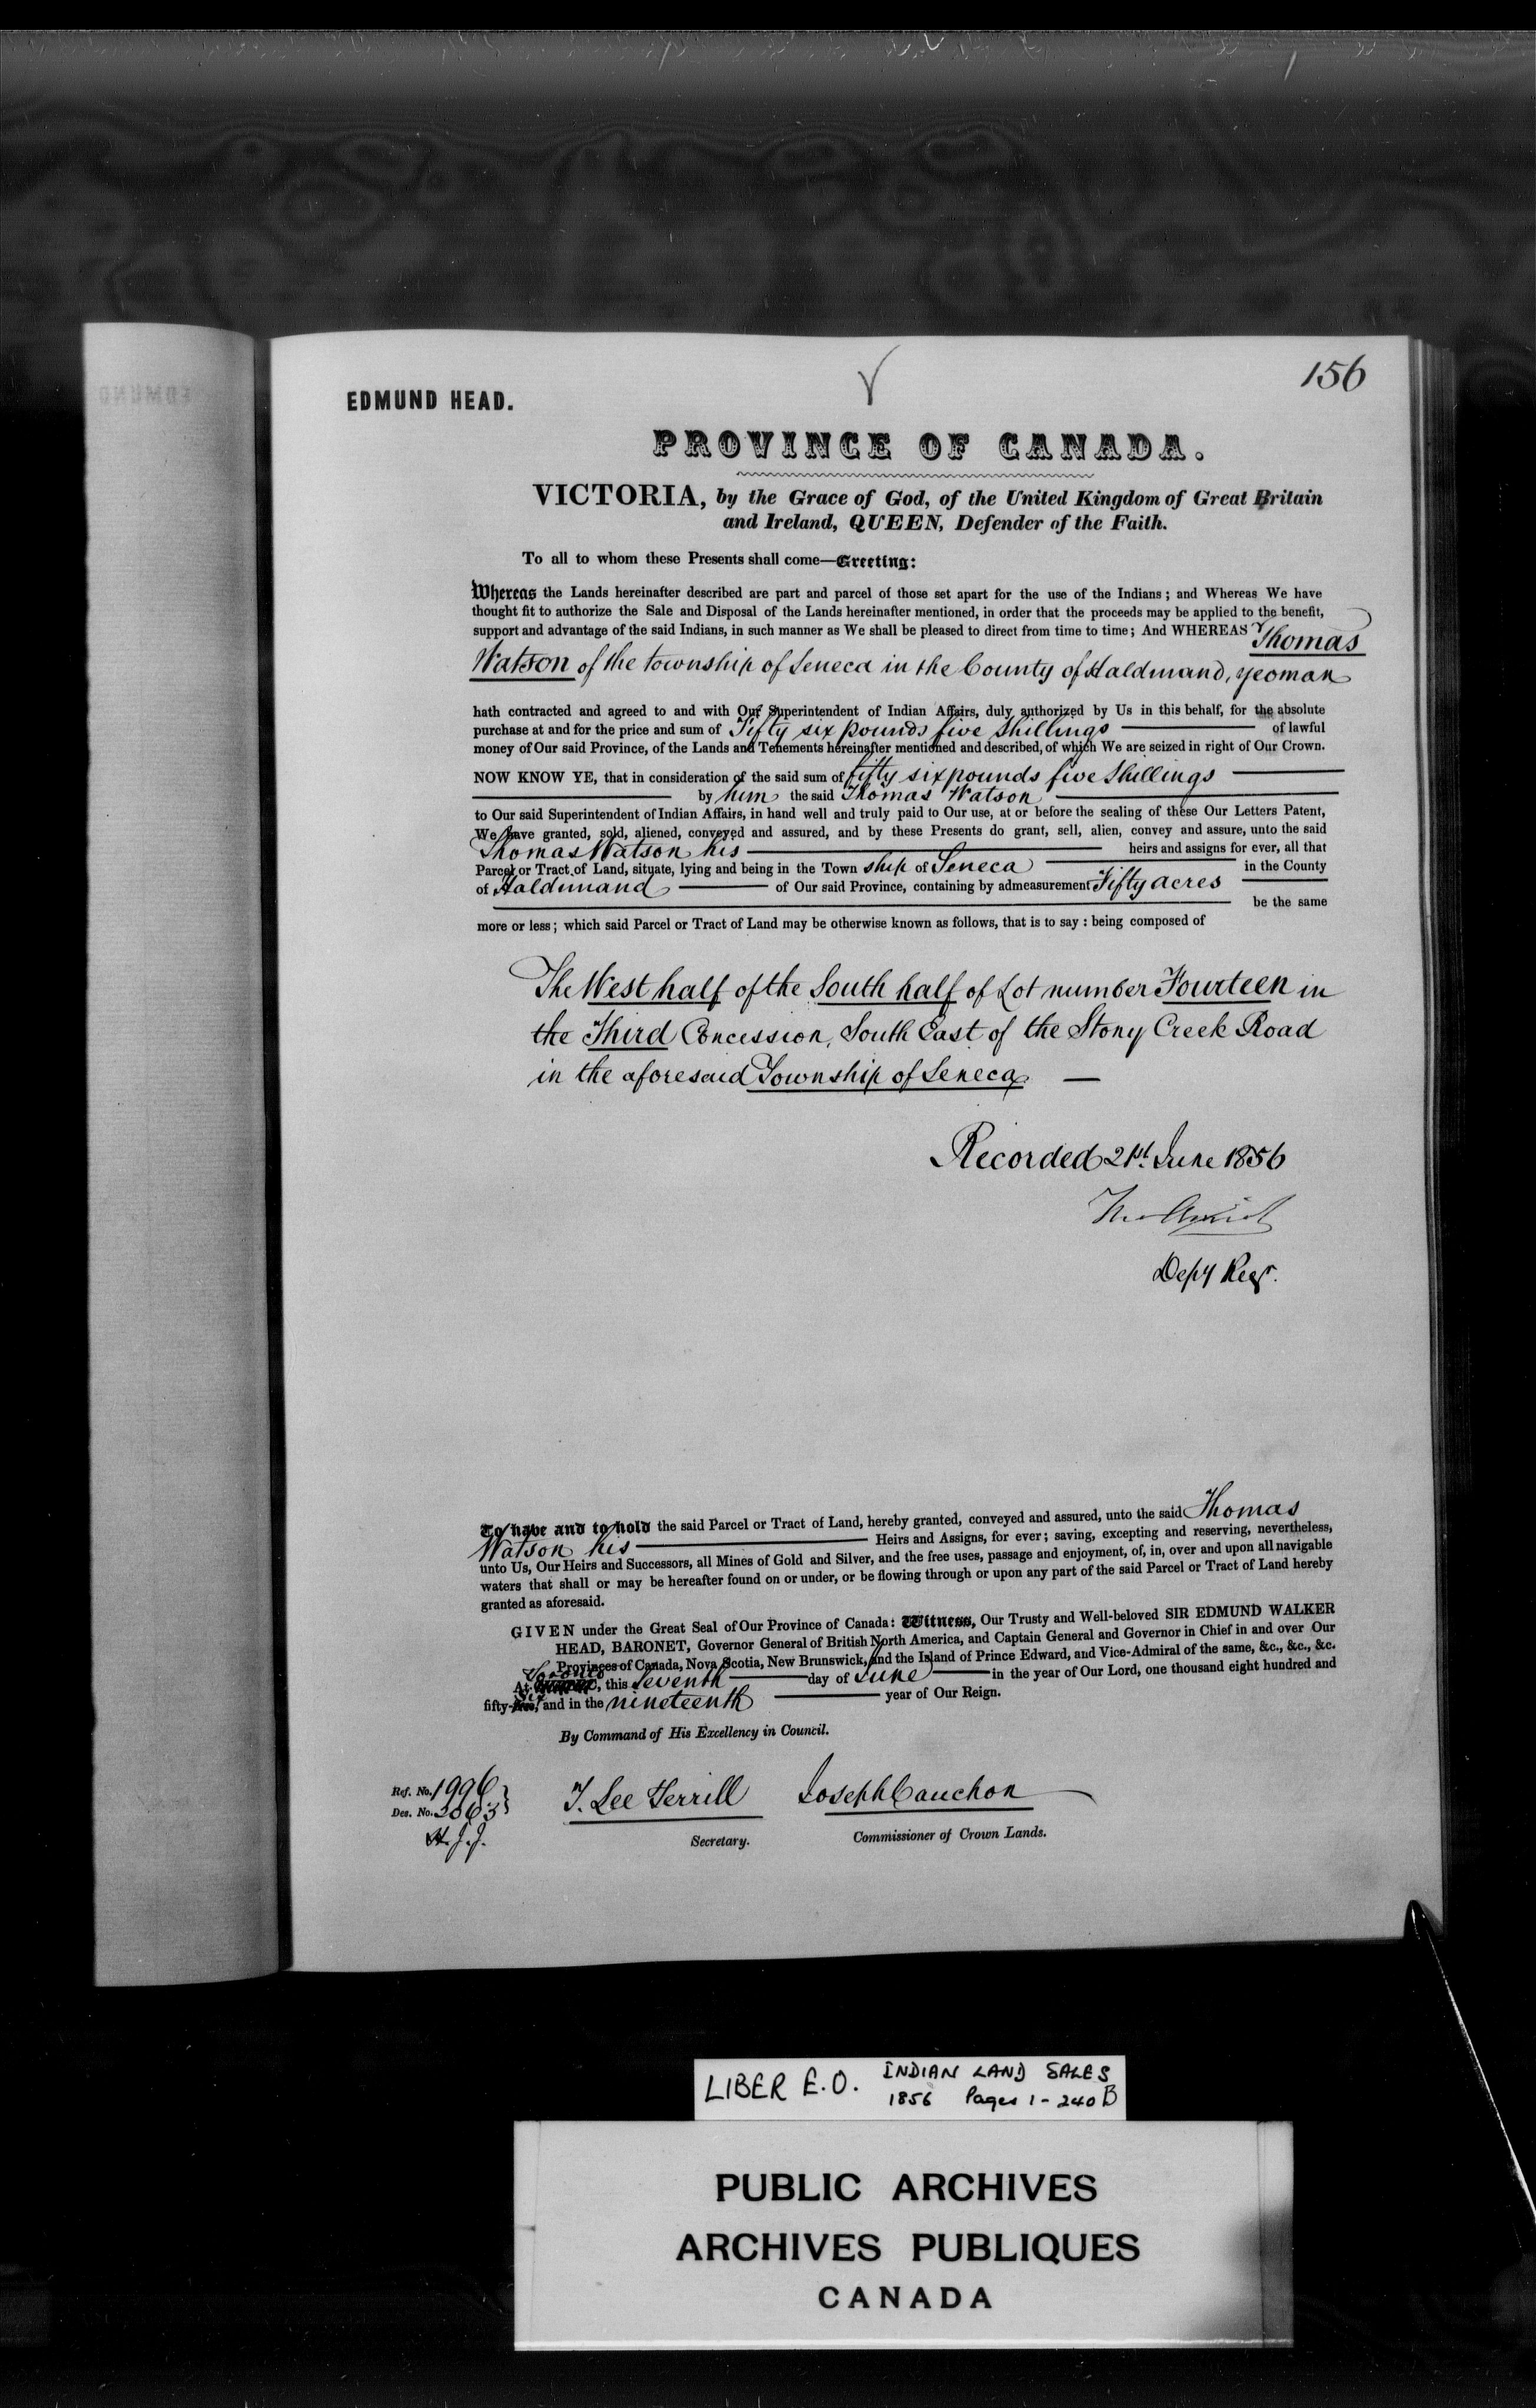 156
EDMUND HEAD.
PROVINCE OF CANADA.
VICTORIA, by the Grace of God, of the United Kingdom of Great Britain
and Ireland, QUEEN, Defender of the Faith.
To all to whom these Presents shall come—Greeting:
Whereas the Lands hereinafter described are part and parcel of those set apart for the use of the Indians; and Whereas We have
thought fit to authorize the Sale and Disposal of the Lands hereinafter mentioned, in order that the proceeds may be applied to the benefit,
support and advantage of the said Indians, in such manner as We shall be pleased to direct from time to time; And WHEREAS Thomas
Watson of the township of Seneca in the County of Haldimand, yeoman
hath contracted and agreed to and with Our Superintendent of Indian Affairs, duly authorized by Us in this behalf, for the absolute
purchase at and for the price and sum of Fifty six pounds five Shillings of lawful
money of Our said Province, of the Lands and Tenements hereinafter mentioned and described, of which We are seized in right of Our Crown.
NOW KNOW YE, that in consideration of the said sum of fifty six pounds five Shillings
by him the said Thomas Watson
to Our said Superintendent of Indian Affairs, in hand well and truly paid to Our use, at or before the sealing of these Our Letters Patent,
We have granted, sold, aliened, conveyed and assured, and by these Presents do grant, sell, alien, convey and assure, unto the said
Thomas Watson his heirs and assigns for ever, all that
Parcel or Tract of Land, situate, lying and being in the Town ship of Seneca in the County
of Haldimand of Our said Province, containing by admeasurement Fifty acres
be the same
more or less; which said Parcel or Tract of Land may be otherwise known as follows, that is to say: being composed of
The West half of the South half of Lot number Fourteen in
the Third Concession, South East of the Stony Creek Road
in the aforesaid Township of Seneca —
Recorded 21st. June 1856
Depy Regr.
To have and to hold the said Parcel or Tract of Land, hereby granted, conveyed and assured, unto the said Thomas
Watson his Heirs and Assigns, for ever; saving, excepting and reserving, nevertheless,
unto Us, Our Heirs and Successors, all Mines of Gold and Silver, and the free uses, passage and enjoyment, of, in, over and upon all navigable
waters that shall or may be hereafter found on or under, or be flowing through or upon any part of the said Parcel or Tract of Land hereby
granted as aforesaid.
GIVEN under the Great Seal of Our Province of Canada: Witness, Our Trusty and Well-beloved SIR EDMUND WALKER
HEAD, BARONET, Governor General of British North America, and Captain General and Governor in Chief in and over Our
Provinces of Canada, Nova Scotia, New Brunswick, and the Island of Prince Edward, and Vice-Admiral of the same, &c., &c., &c.
At Toronto, this Seventh day of June in the year of Our Lord, one thousand eight hundred and
fifty-Six, and in the nineteenth year of Our Reign.
By Command of His Excellency in Council.
Ref. No. 1996
Des. No. 3863
T. Lee Terrill Joseph Cauchon
H.J.J.
Secretary. Commissioner of Crown Lands.
LIBER E.O. INDIAN LAND SALES
1856 Pages 1-240 B
PUBLIC ARCHIVES
ARCHIVES PUBLIQUES
CANADA